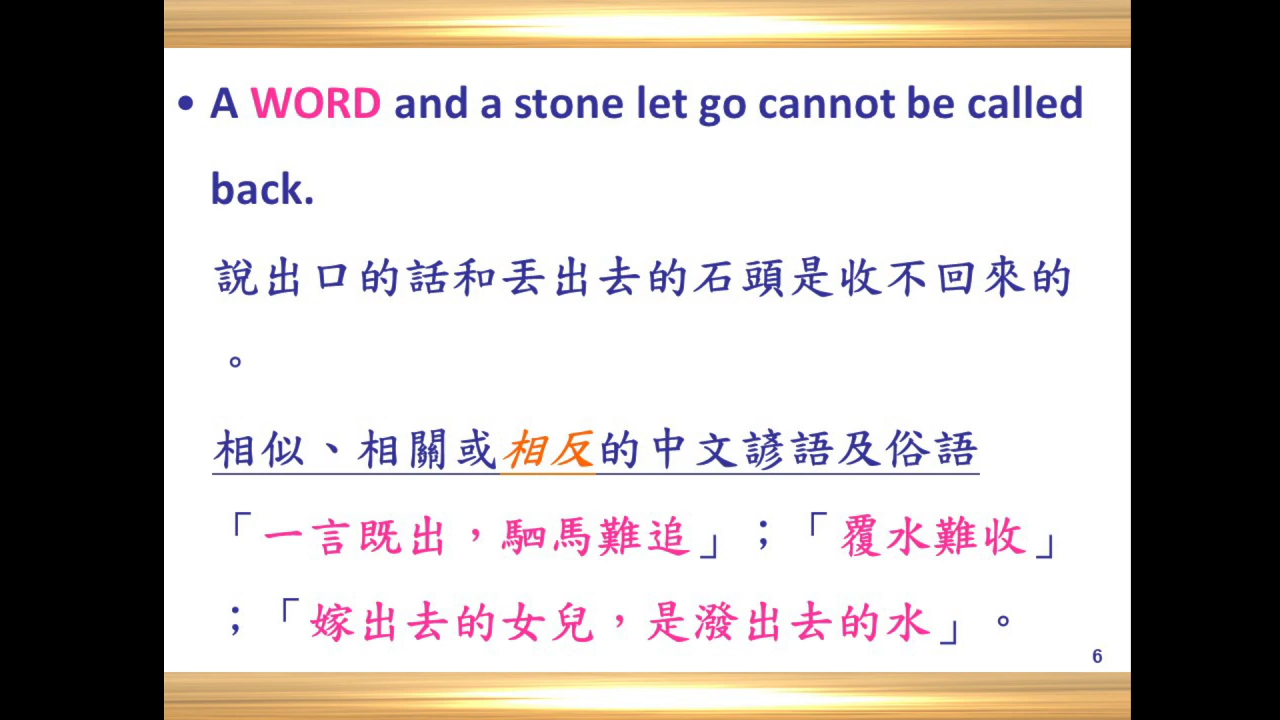 • A WORD and a stone let go cannot be called
back.
說出口的話和丟出去的石頭是收不回來的
。
相似、相關或相反的中文諺語及俗語
「一言既出，駟馬難追」；「覆水難收」
；「嫁出去的女兒，是潑出去的水」。
6